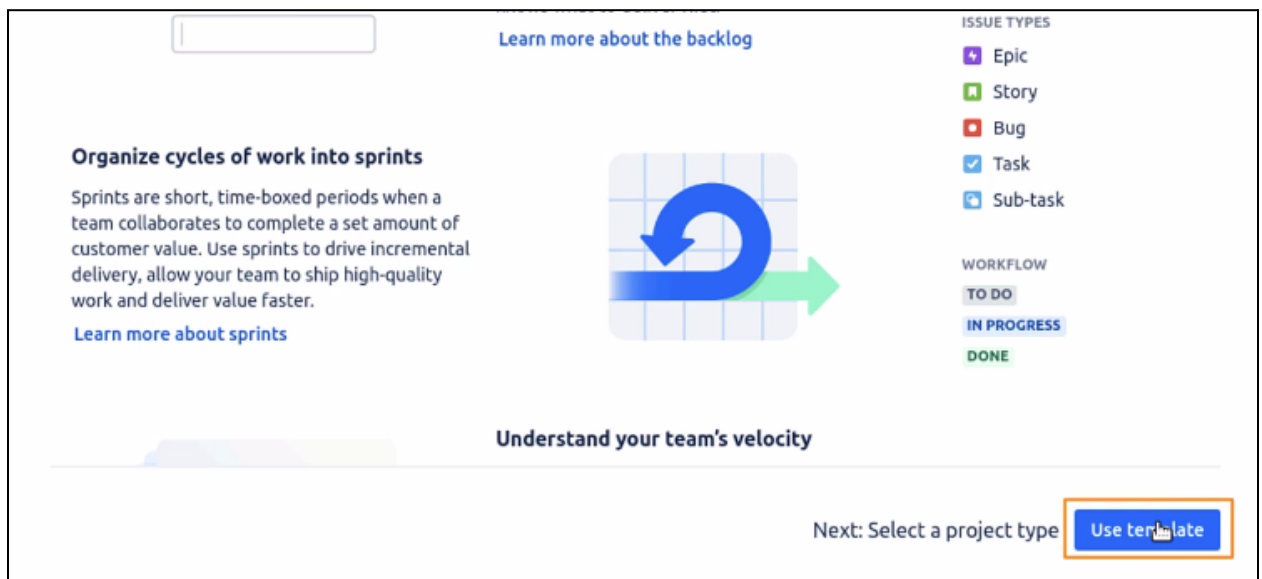 Learn more about the backlog
Organize cycles of work into sprints
Sprints are short, time-boxed periods when a
team collaborates to complete a set amount of
customer value. Use sprints to drive incremental
delivery, allow your team to ship high-quality
work and deliver value faster.
Learn more about sprints
Understand your team's velocity
ISSUE TYPES
Epic
Story
Bug
Task
Sub-task
WORKFLOW
TO DO
IN PROGRESS
DONE
Next: Select a project type
Use template